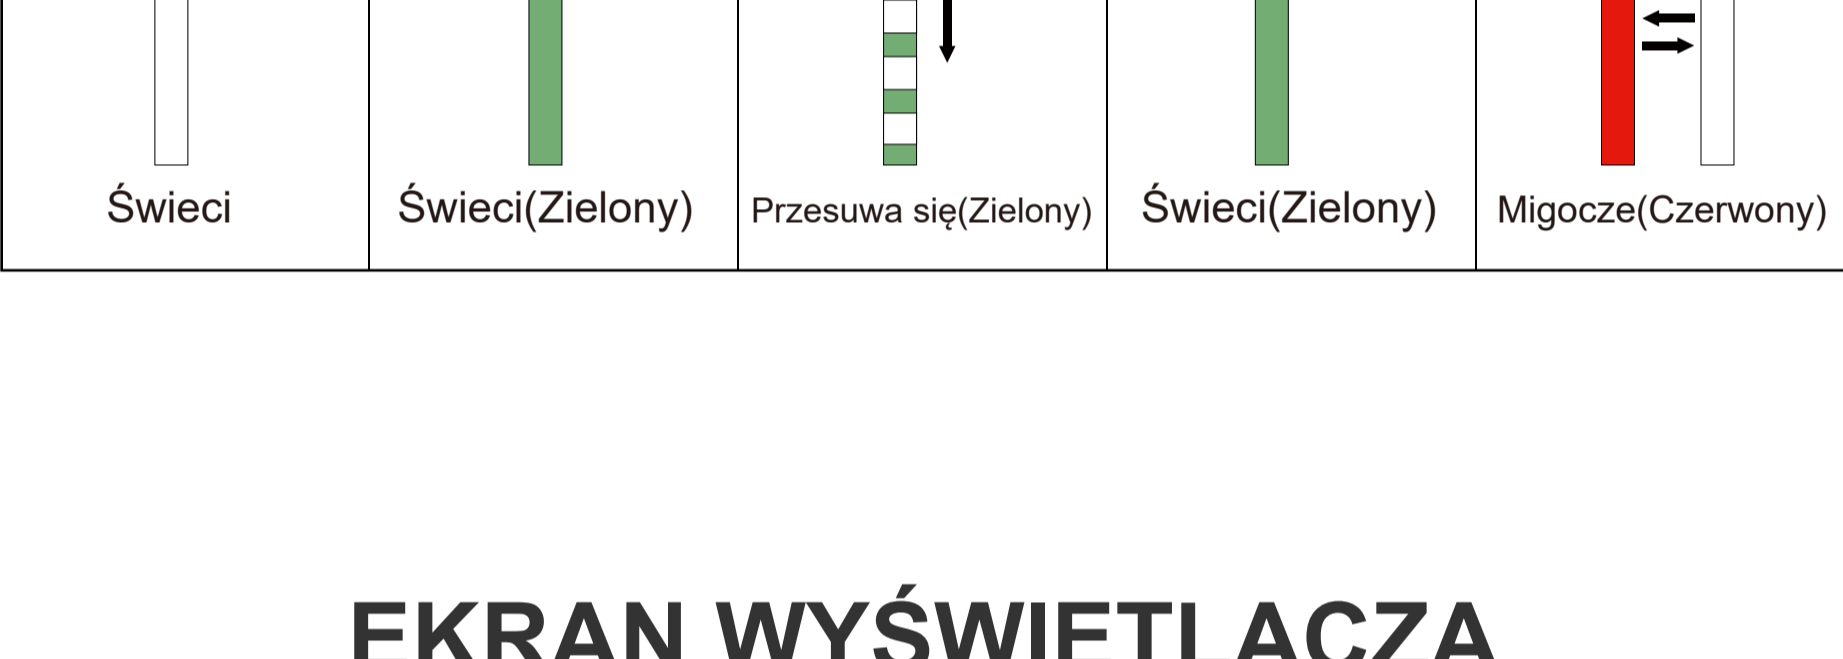 Świeci
Świeci(Zielony)
Przesuwa się(Zielony)
Świeci(Zielony)
Migocze(Czerwony)
EKRAN WYŚWIETLACZA